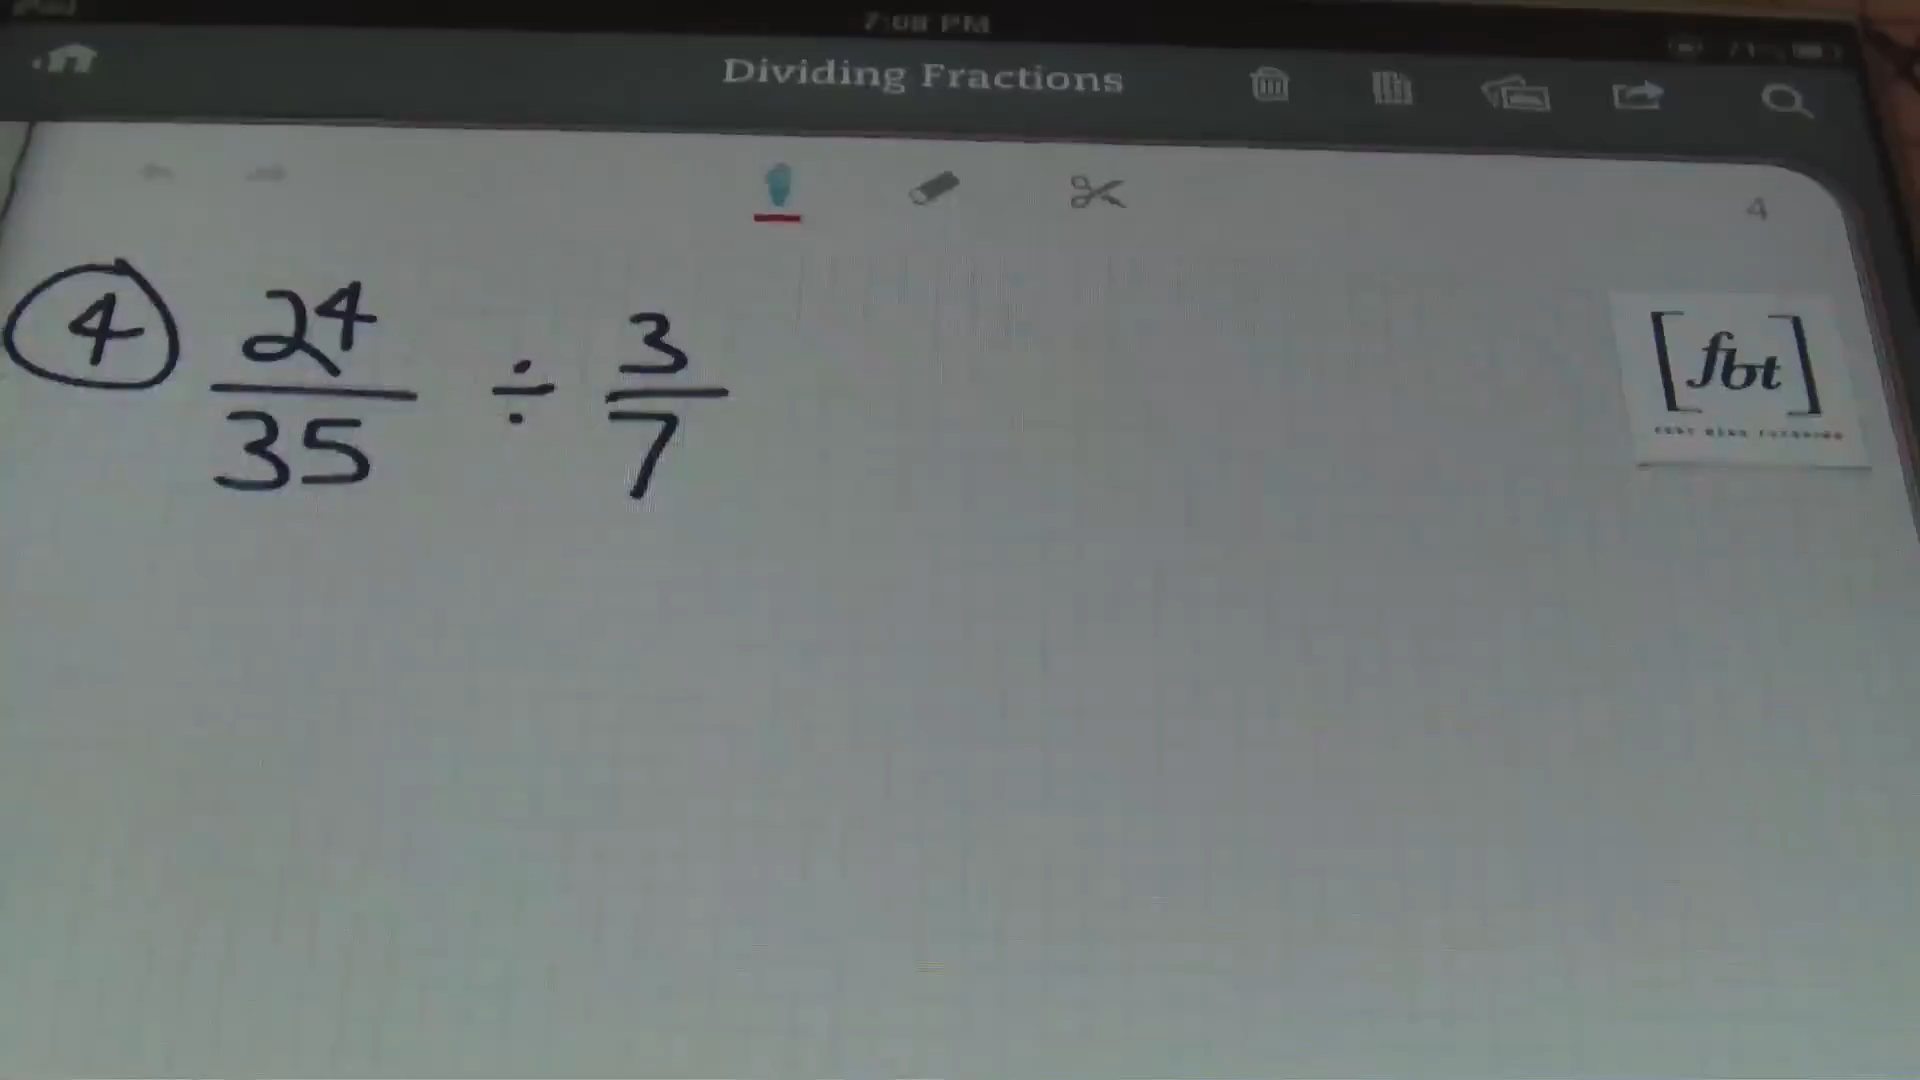 7:08 PM
Dividing Fractions
4
④ 24/35 ÷ 3/7
[fbt]